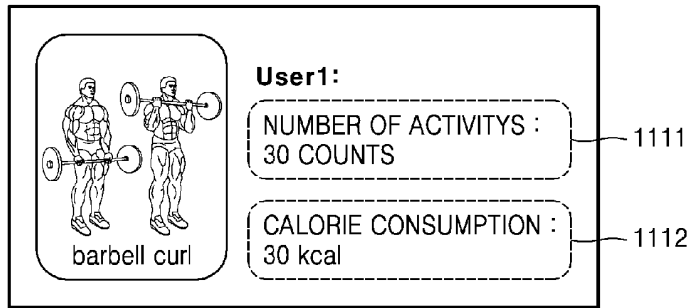 User1:
NUMBER OF ACTIVITYS :
30 COUNTS
1111
CALORIE CONSUMPTION :
30 kcal
1112
barbell curl